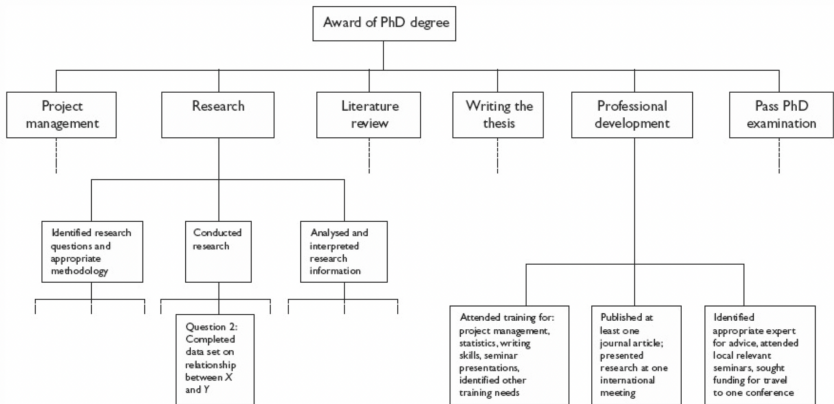 Award of PhD degree
Project
management
Research
Literature
review
Writing the
thesis
Professional
development
Pass PhD
examination
Identified research
questions and
appropriate
methodology
Conducted
research
Analysed and
interpreted
research
information
Question 2:
Completed
data set on
relationship
between X
and Y
Attended training for:
project management,
statistics, writing
skills, seminar
presentations,
identified other
training needs
Published at
least one
journal article;
presented
research at one
international
meeting
Identified
appropriate expert
for advice, attended
local relevant
seminars, sought
funding for travel
to one conference